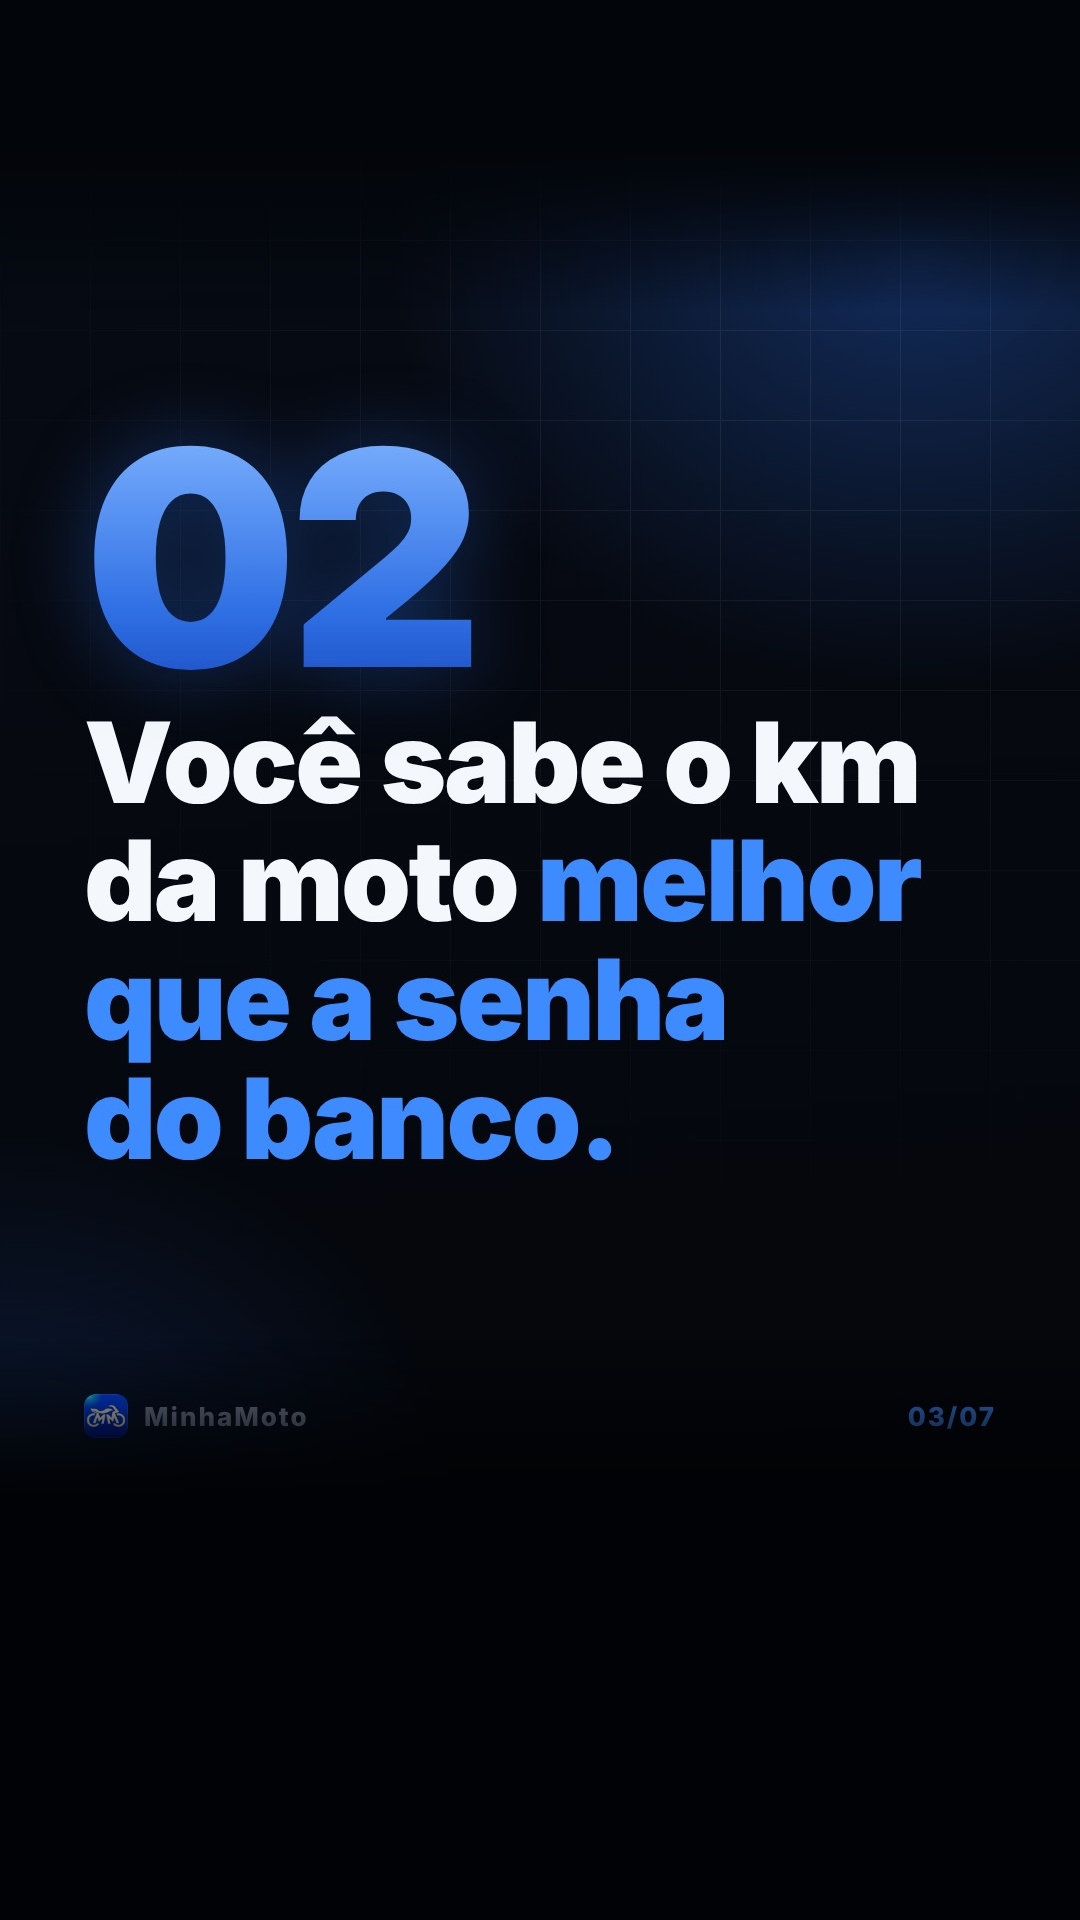 02
Você sabe o km
da moto melhor
que a senha
do banco.
MinhaMoto
03/07